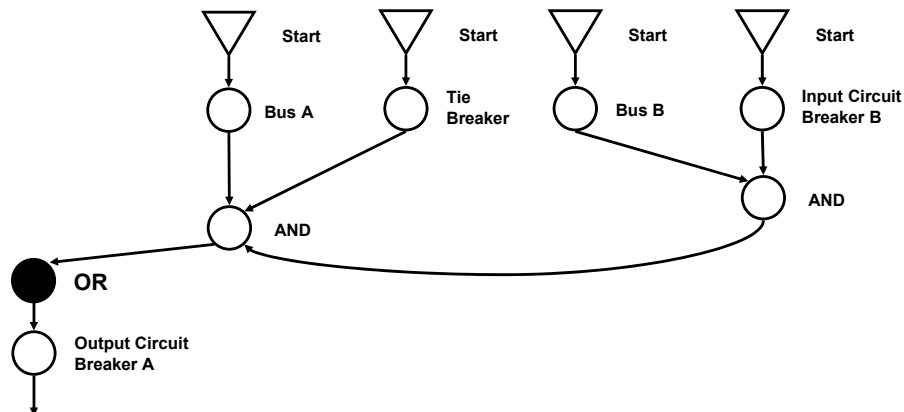 Start
Start
Start
Start
Bus A
Tie
Breaker
Bus B
Input Circuit
Breaker B
AND
AND
OR
Output Circuit
Breaker A